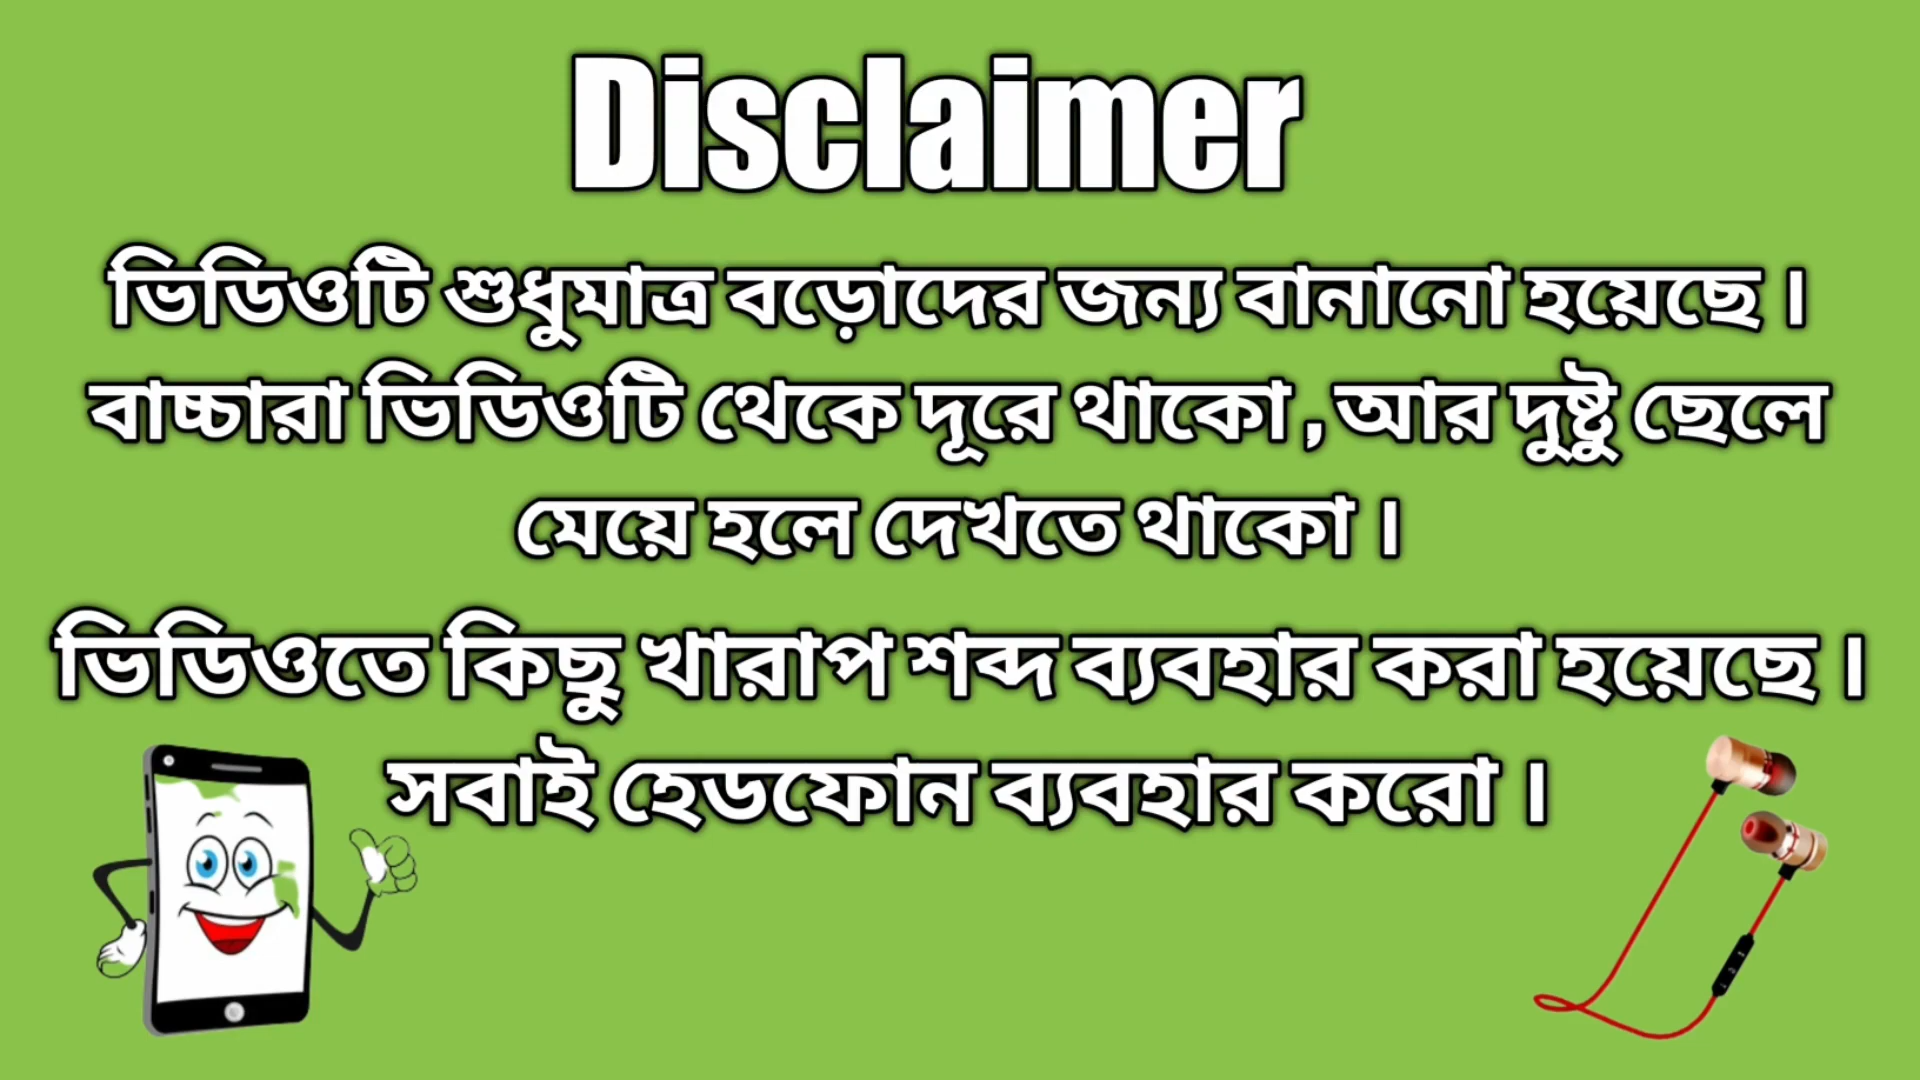 Disclaimer
ভিডিওটি শুধুমাত্র বড়োদের জন্য বানানো হয়েছে ।
বাচ্চারা ভিডিওটি থেকে দূরে থাকো , আর দুষ্টু ছেলে
মেয়ে হলে দেখতে থাকো ।
ভিডিওতে কিছু খারাপ শব্দ ব্যবহার করা হয়েছে ।
সবাই হেডফোন ব্যবহার করো ।